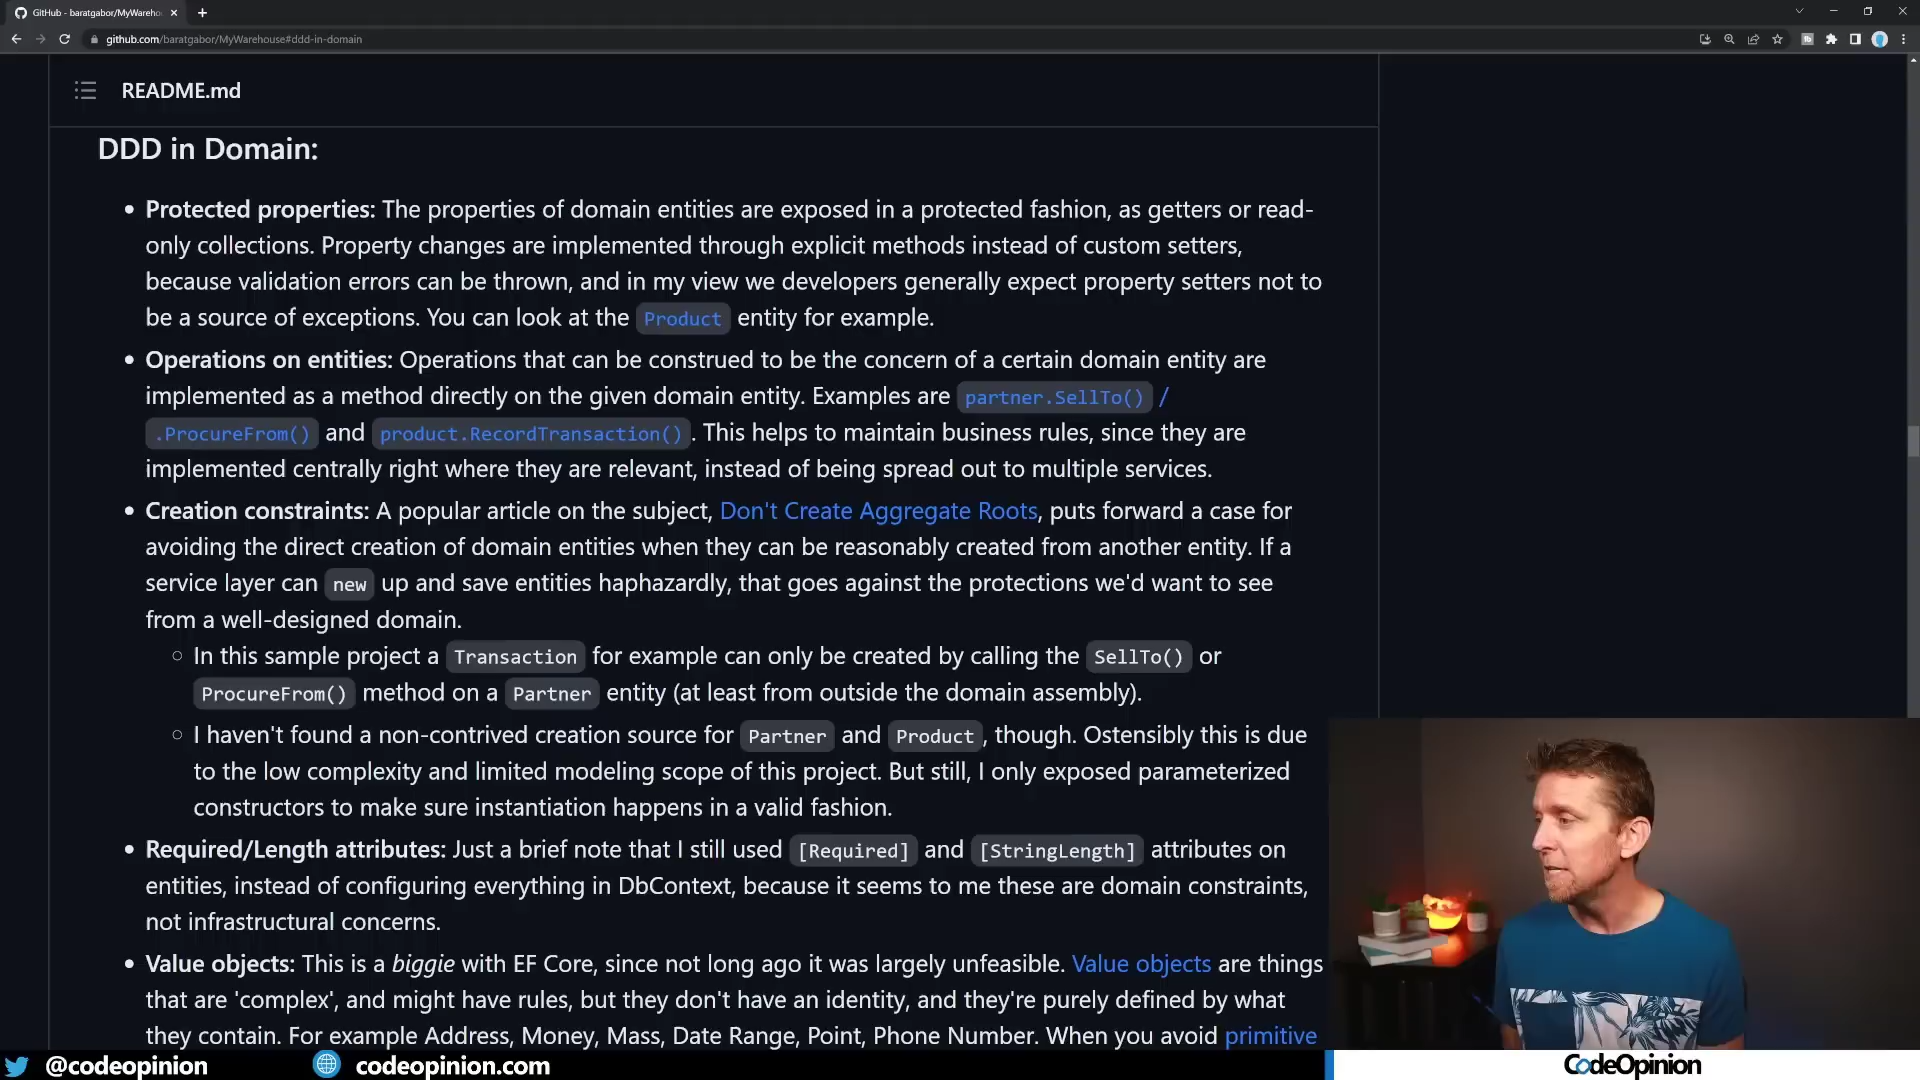 GitHub - baratgabor/MyWareho
github.com/baratgabor/MyWarehouse#ddd-in-domain
README.md
DDD in Domain:
• Protected properties: The properties of domain entities are exposed in a protected fashion, as getters or read-
only collections. Property changes are implemented through explicit methods instead of custom setters,
because validation errors can be thrown, and in my view we developers generally expect property setters not to
be a source of exceptions. You can look at the Product entity for example.
• Operations on entities: Operations that can be construed to be the concern of a certain domain entity are
implemented as a method directly on the given domain entity. Examples are partner.SellTo() /
.ProcureFrom() and product.RecordTransaction() . This helps to maintain business rules, since they are
implemented centrally right where they are relevant, instead of being spread out to multiple services.
• Creation constraints: A popular article on the subject, Don't Create Aggregate Roots, puts forward a case for
avoiding the direct creation of domain entities when they can be reasonably created from another entity. If a
service layer can new up and save entities haphazardly, that goes against the protections we'd want to see
from a well-designed domain.
○ In this sample project a Transaction for example can only be created by calling the SellTo() or
ProcureFrom() method on a Partner entity (at least from outside the domain assembly).
○ I haven't found a non-contrived creation source for Partner and Product , though. Ostensibly this is due
to the low complexity and limited modeling scope of this project. But still, I only exposed parameterized
constructors to make sure instantiation happens in a valid fashion.
• Required/Length attributes: Just a brief note that I still used [Required] and [StringLength] attributes on
entities, instead of configuring everything in DbContext, because it seems to me these are domain constraints,
not infrastructural concerns.
• Value objects: This is a biggie with EF Core, since not long ago it was largely unfeasible. Value objects are things
that are 'complex', and might have rules, but they don't have an identity, and they're purely defined by what
they contain. For example Address, Money, Mass, Date Range, Point, Phone Number. When you avoid primitive
@codeopinion codeopinion.com CodeOpinion